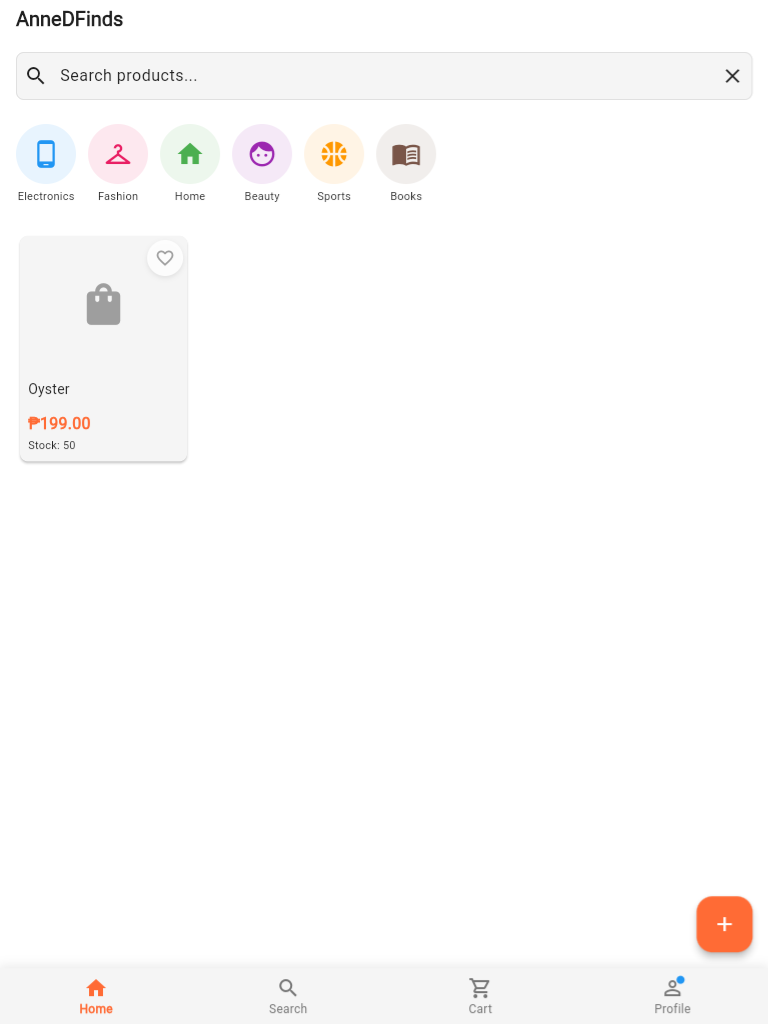 AnneDFinds
Search products...
Electronics
Fashion
Home
Beauty
Sports
Books
Oyster
₱199.00
Stock: 50
Home
Search
Cart
Profile